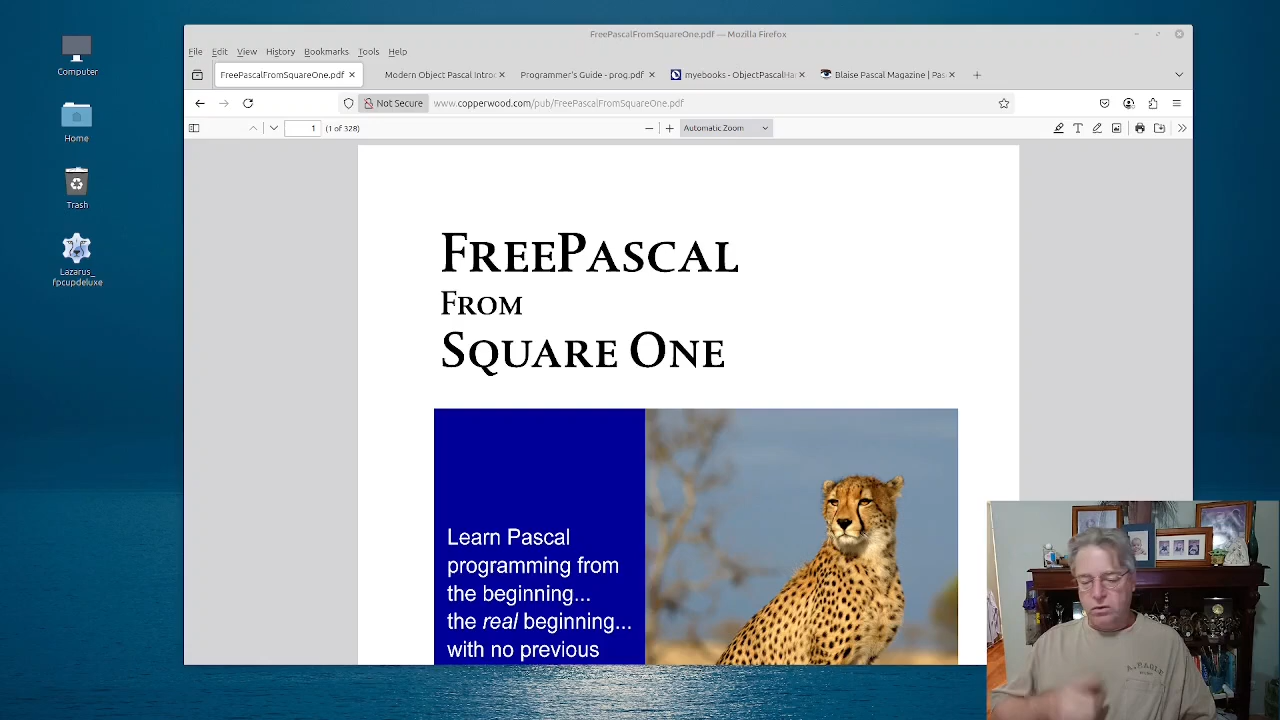 Computer
Home
Trash
Lazarus_
fpcupdeluxe
FreePascalFromSquareOne.pdf — Mozilla Firefox
File Edit View History Bookmarks Tools Help
FreePascalFromSquareOne.pdf
Modern Object Pascal Intro
Programmer's Guide - prog.pdf
myebooks - ObjectPascalHa
Blaise Pascal Magazine | Pas
Not Secure www.copperwood.com/pub/FreePascalFromSquareOne.pdf
1 (1 of 328) Automatic Zoom
FREEPASCAL
FROM
SQUARE ONE
Learn Pascal
programming from
the beginning...
the real beginning...
with no previous